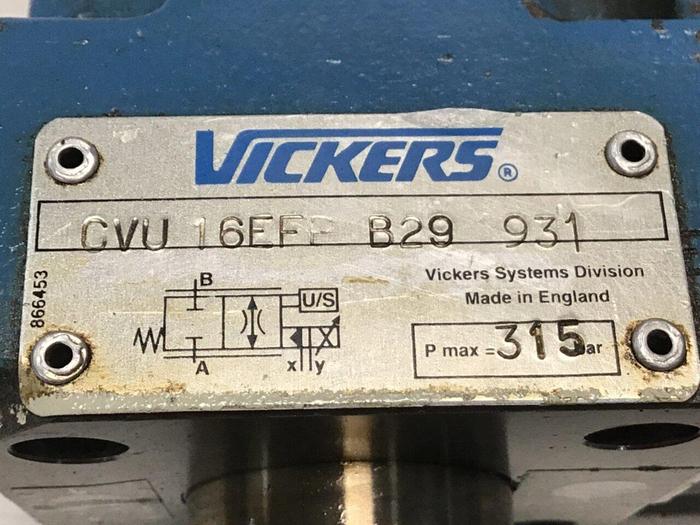 VICKERS®
CVU 16EFP B29 931
Vickers Systems Division
Made in England
866453
B
U/S
A
x
y
P max = 315 bar